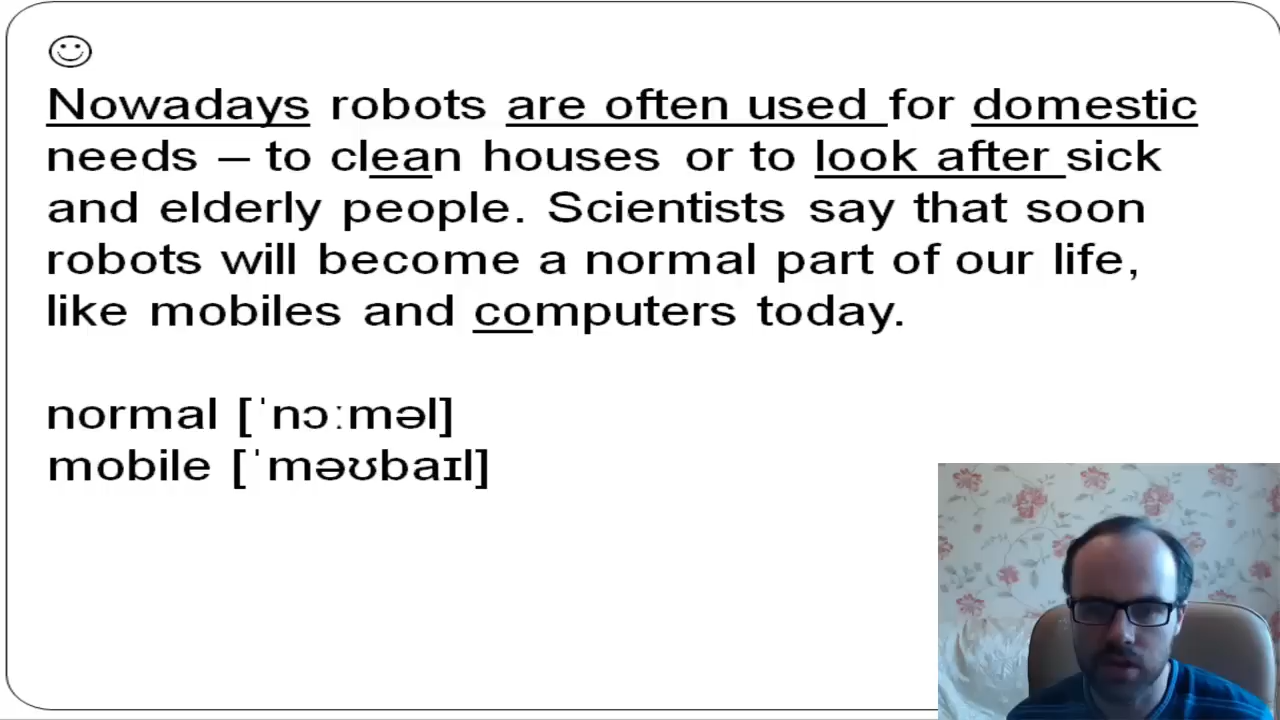 Nowadays robots are often used for domestic
needs – to clean houses or to look after sick
and elderly people. Scientists say that soon
robots will become a normal part of our life,
like mobiles and computers today.
normal [ˈnɔːməl]
mobile [ˈməʊbaɪl]